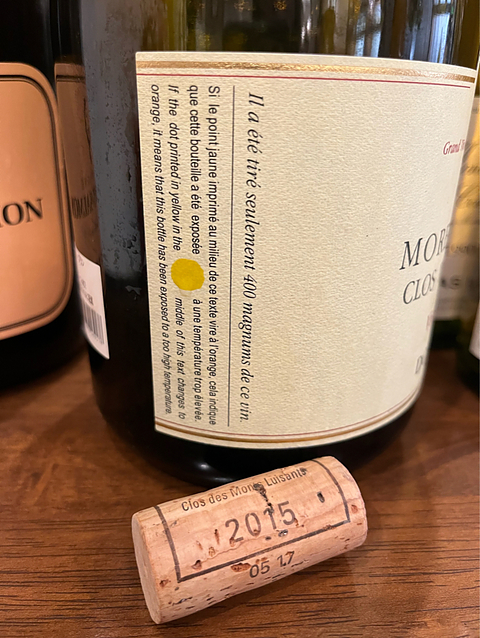 Il a été tiré seulement 400 magnums de ce vin.
Si le point jaune imprimé au milieu de ce texte vire à l'orange, cela indique
que cette bouteille a été exposée à une température trop élevée.
If the dot printed in yellow in the middle of this text changes to
orange, it means that this bottle has been exposed to a too high temperature.
Grand
CLOS
Clos des Monts Luisants
2015
05 17